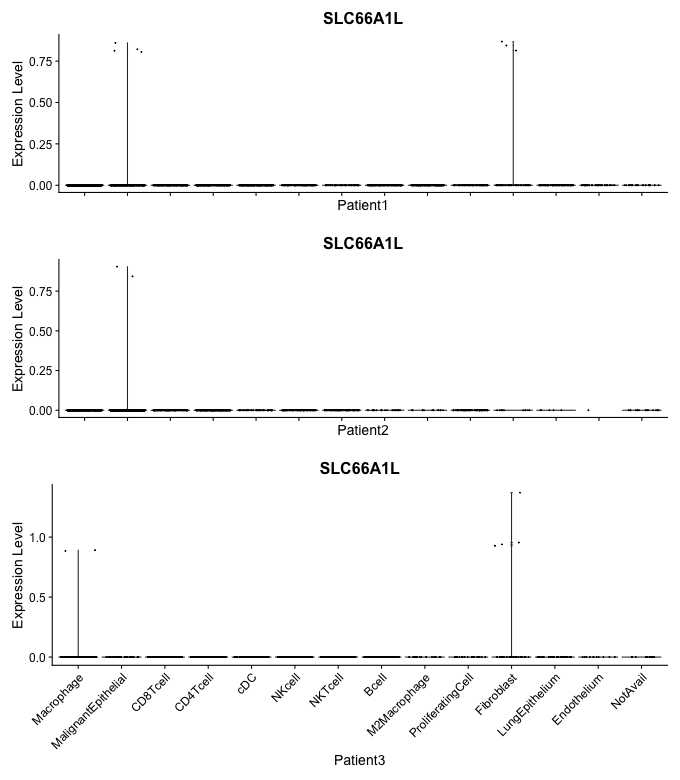 SLC66A1L
Expression Level
0.75
0.50
0.25
0.00
Patient1
SLC66A1L
Expression Level
0.75
0.50
0.25
0.00
Patient2
SLC66A1L
Expression Level
1.0
0.5
0.0
Macrophage
MalignantEpithelial
CD8Tcell
CD4Tcell
cDC
NKcell
NKTcell
Bcell
M2Macrophage
ProliferatingCell
Fibroblast
LungEpithelium
Endothelium
NotAvail
Patient3